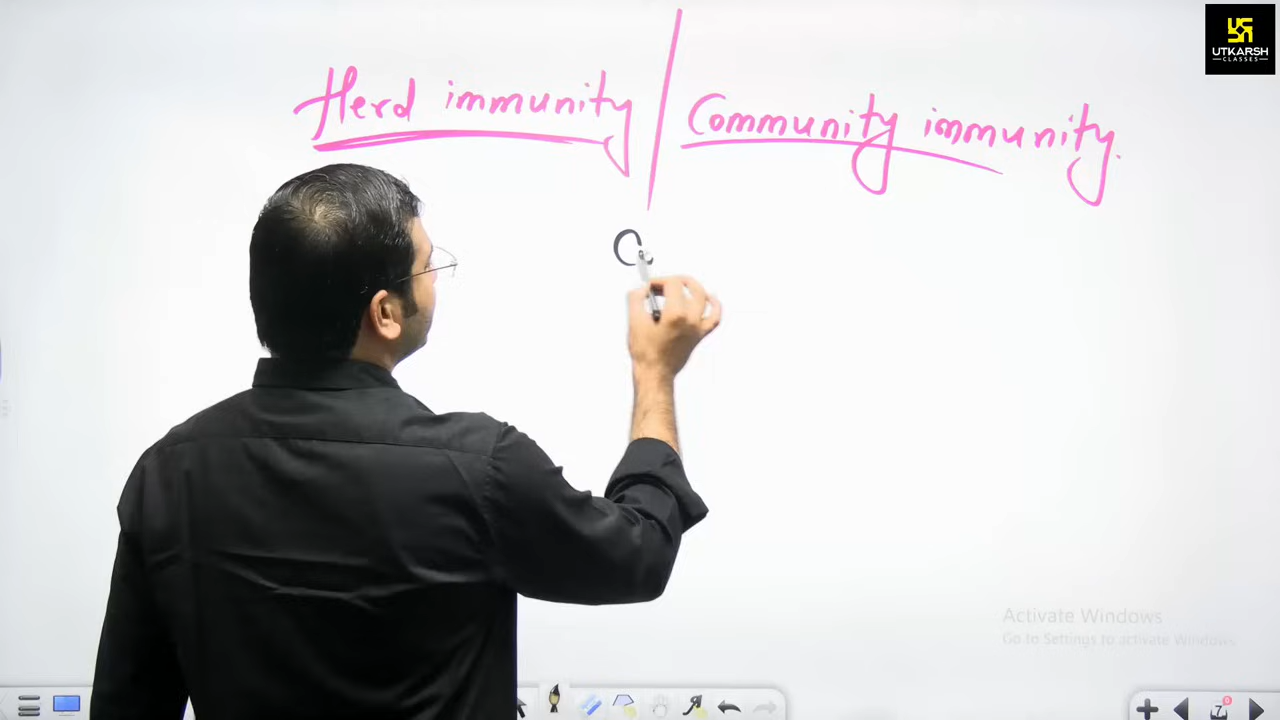 UTKARSH
CLASSES
Herd immunity / Community immunity.
Activate Windows
Go to Settings to activate Windows.